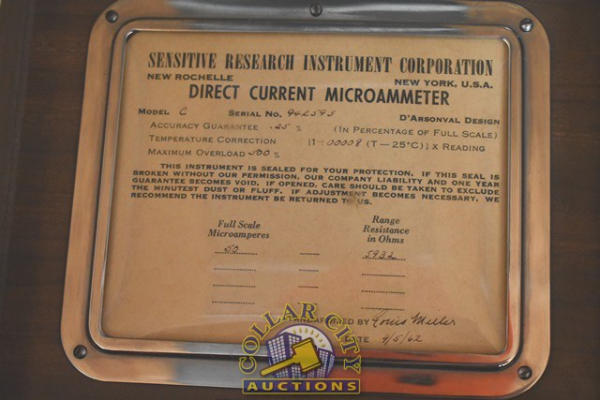 SENSITIVE RESEARCH INSTRUMENT CORPORATION
NEW ROCHELLE NEW YORK, U.S.A.
DIRECT CURRENT MICROAMMETER
MODEL C SERIAL NO. D'ARSONVAL DESIGN
ACCURACY GUARANTEE .25 % (IN PERCENTAGE OF FULL SCALE)
TEMPERATURE CORRECTION [1-.00008 (T-25°C)] x READING
MAXIMUM OVERLOAD %
THIS INSTRUMENT IS SEALED FOR YOUR PROTECTION. IF THIS SEAL IS
BROKEN WITHOUT OUR PERMISSION, OUR COMPANY LIABILITY AND ONE YEAR
GUARANTEE BECOMES VOID. IF OPENED, CARE SHOULD BE TAKEN TO EXCLUDE
THE MINUTEST DUST OR FLUFF. IF ADJUSTMENT BECOMES NECESSARY, WE
RECOMMEND THE INSTRUMENT BE RETURNED TO US.
Full Scale Range
Microamperes Resistance
in Ohms
50 5932
BY Louis Miller
4/5/62
COLLAR CITY
AUCTIONS